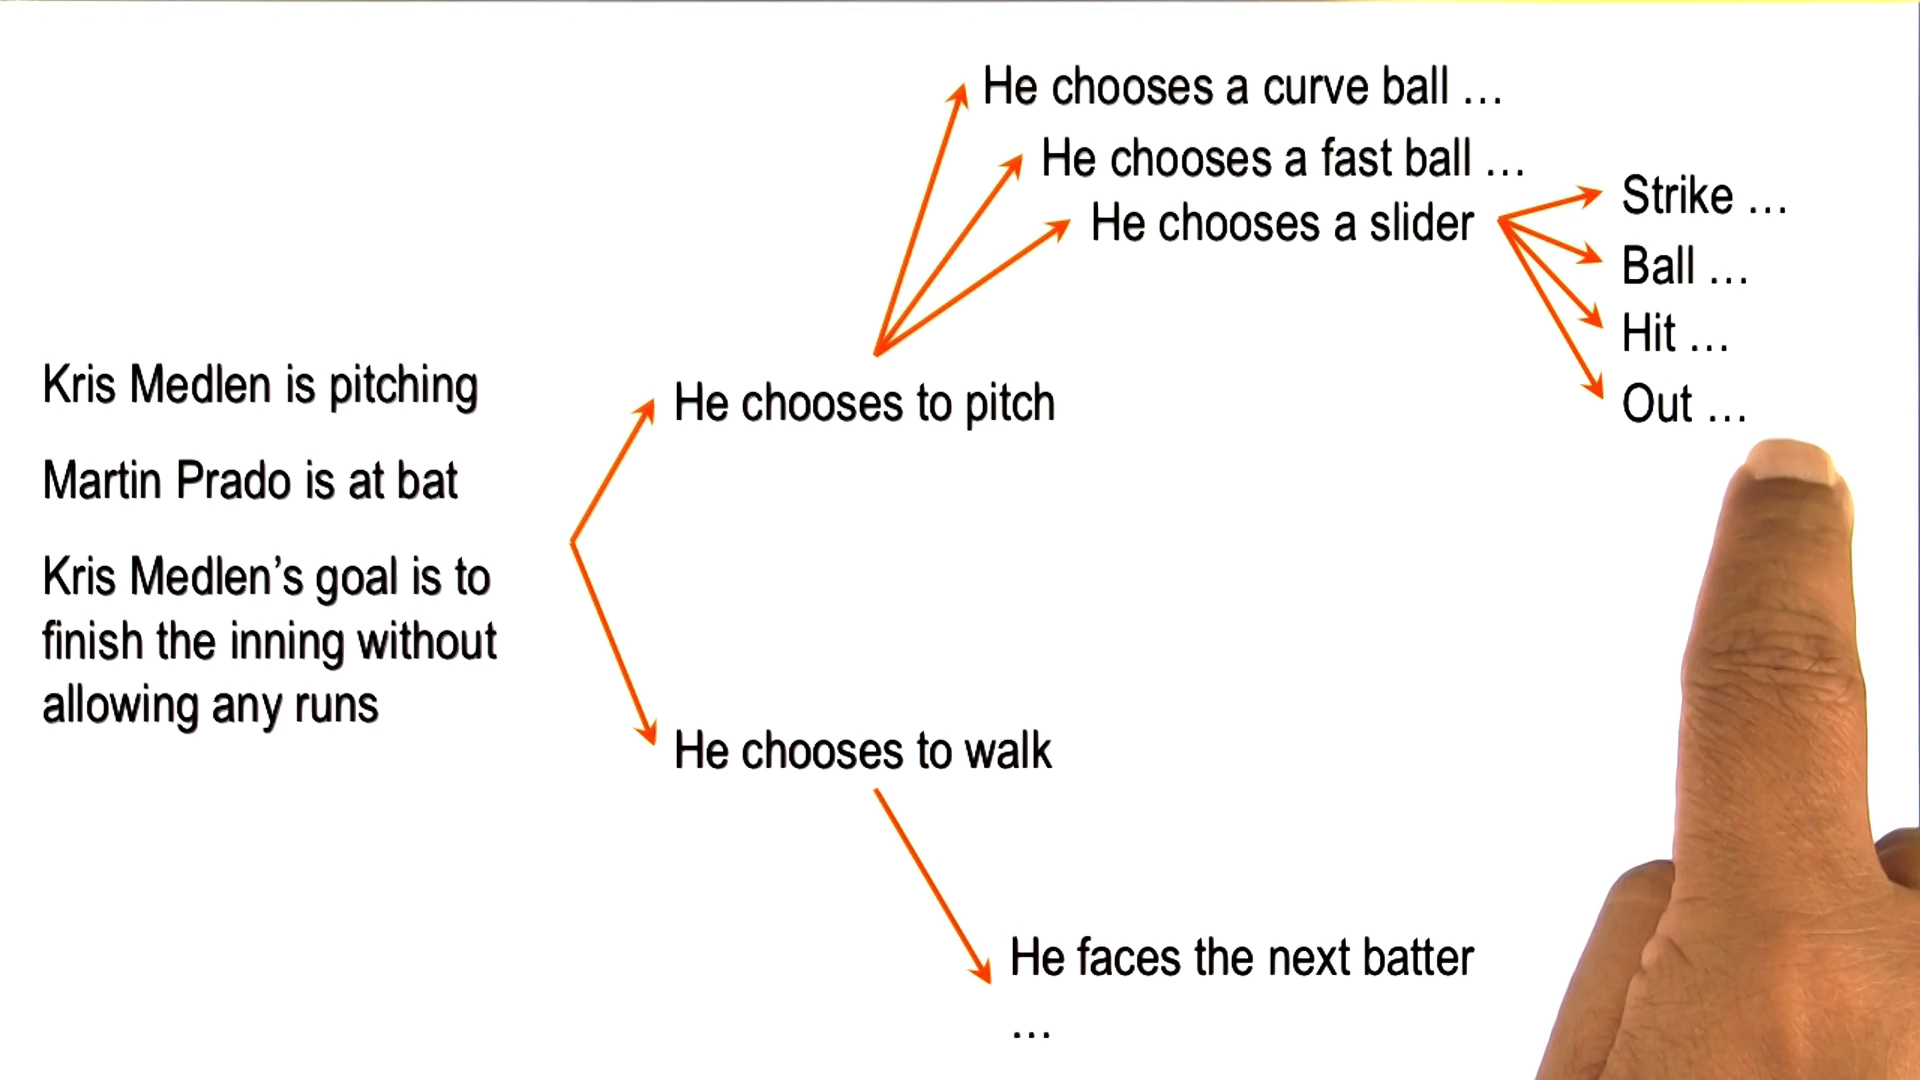 He chooses a curve ball …
He chooses a fast ball …
He chooses a slider
Strike …
Ball …
Hit …
Out …
Kris Medlen is pitching
He chooses to pitch
Martin Prado is at bat
Kris Medlen’s goal is to
finish the inning without
allowing any runs
He chooses to walk
He faces the next batter
…